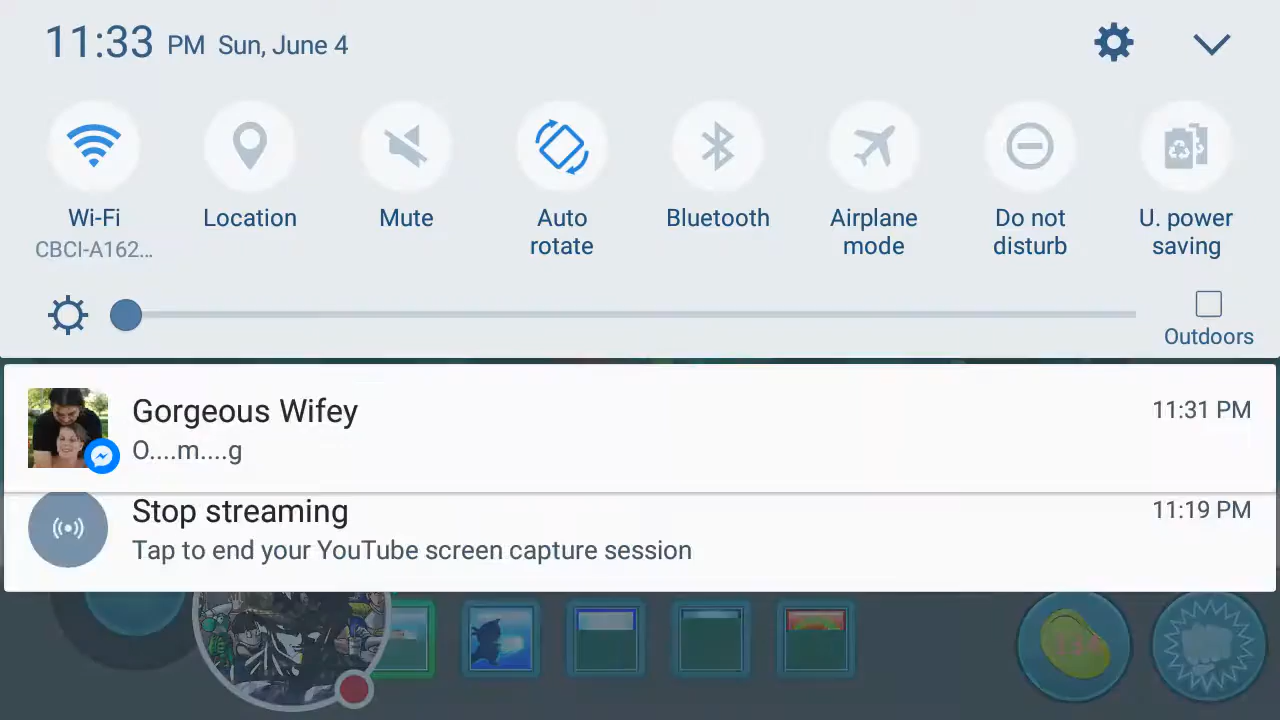 11:33 PM Sun, June 4
Wi-Fi
CBCI-A162...
Location
Mute
Auto
rotate
Bluetooth
Airplane
mode
Do not
disturb
U. power
saving
Outdoors
Gorgeous Wifey
11:31 PM
O....m....g
Stop streaming
11:19 PM
Tap to end your YouTube screen capture session